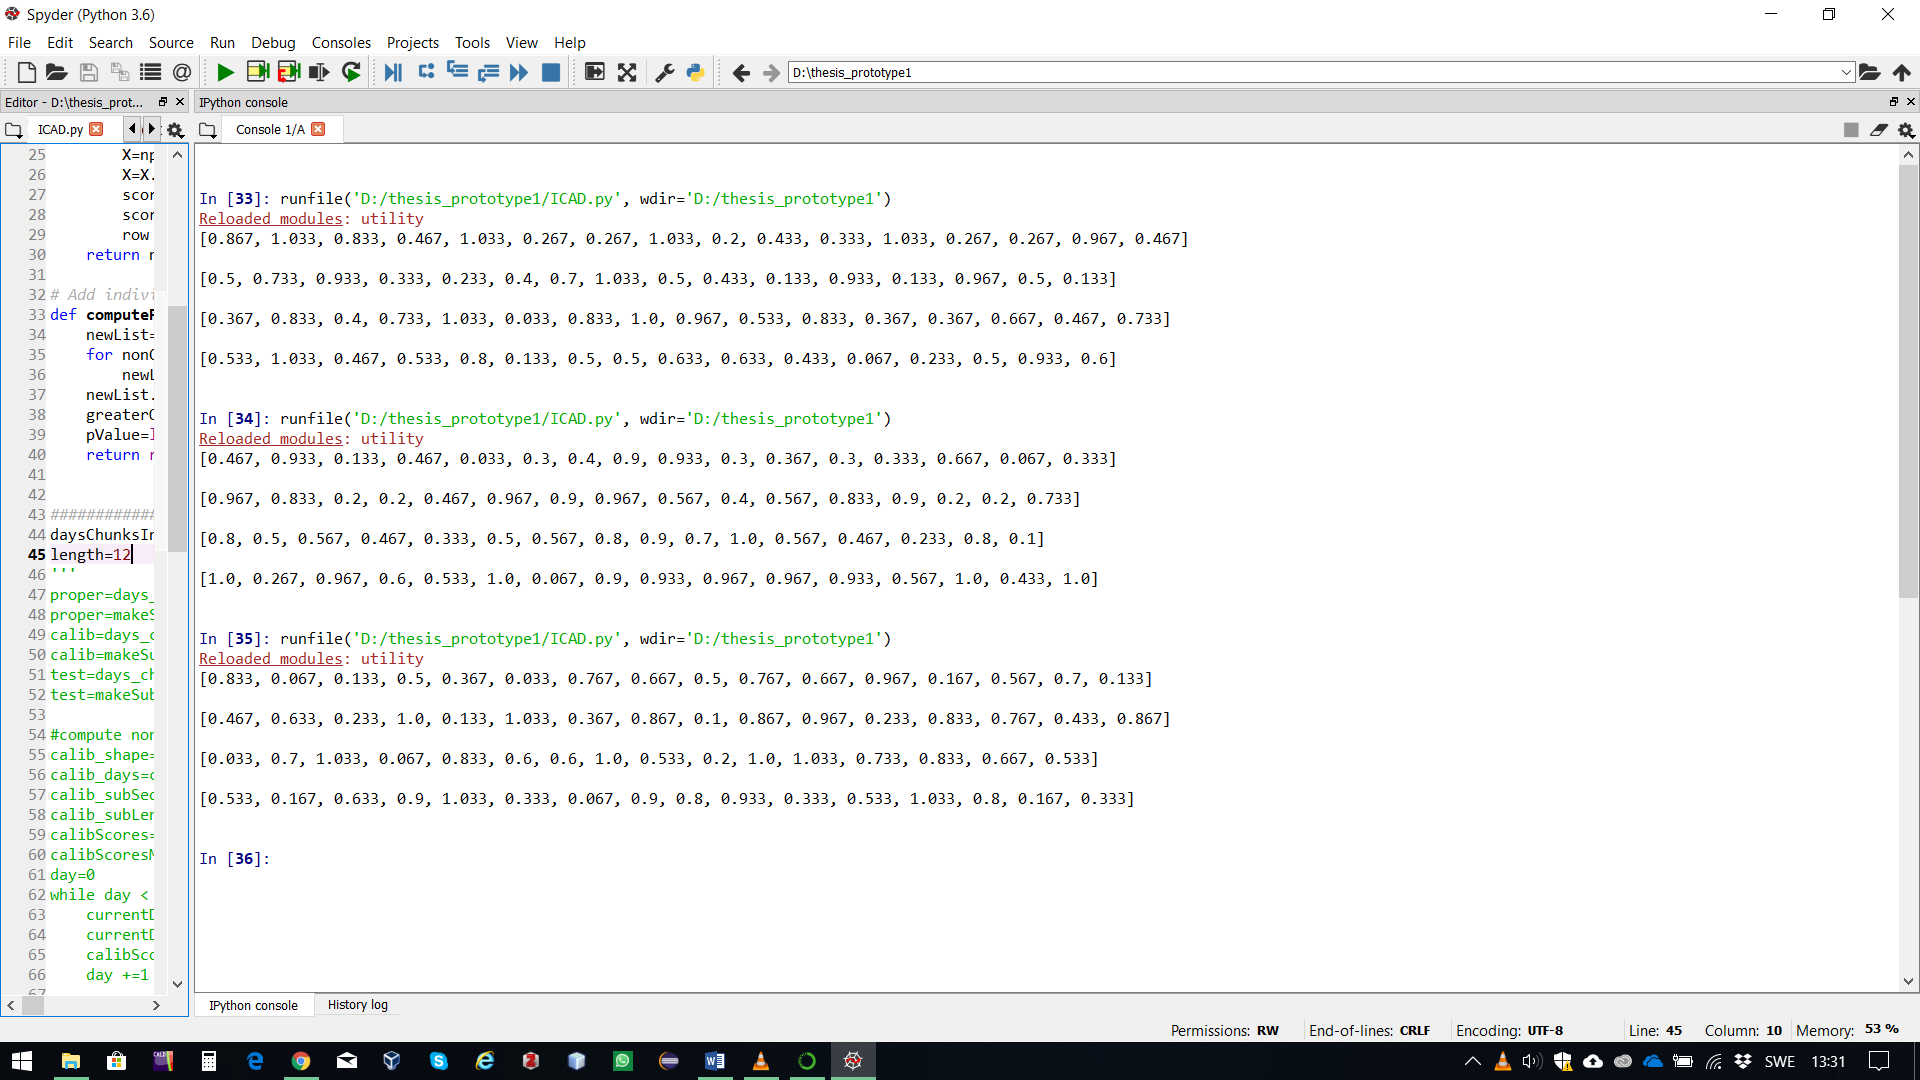 Spyder (Python 3.6)
File Edit Search Source Run Debug Consoles Projects Tools View Help
D:\thesis_prototype1
Editor - D:\thesis_prot...
IPython console
ICAD.py
Console 1/A
25 X=np
26 X=X.
27 scor
28 scor
29 row
30 return r
31
32 # Add indivi
33 def computeP
34 newList=
35 for nonC
36 newL
37 newList.
38 greaterO
39 pValue=l
40 return r
41
42
43 ############
44 daysChunksIn
45 length=12
46 '''
47 proper=days_
48 proper=makeS
49 calib=days_c
50 calib=makeSu
51 test=days_ch
52 test=makeSub
53
54 #compute non
55 calib_shape=
56 calib_days=c
57 calib_subSec
58 calib_subLen
59 calibScores=
60 calibScoresM
61 day=0
62 while day <
63 currentD
64 currentD
65 calibSco
66 day +=1
67
In [33]: runfile('D:/thesis_prototype1/ICAD.py', wdir='D:/thesis_prototype1')
Reloaded modules: utility
[0.867, 1.033, 0.833, 0.467, 1.033, 0.267, 0.267, 1.033, 0.2, 0.433, 0.333, 1.033, 0.267, 0.267, 0.967, 0.467]
[0.5, 0.733, 0.933, 0.333, 0.233, 0.4, 0.7, 1.033, 0.5, 0.433, 0.133, 0.933, 0.133, 0.967, 0.5, 0.133]
[0.367, 0.833, 0.4, 0.733, 1.033, 0.033, 0.833, 1.0, 0.967, 0.533, 0.833, 0.367, 0.367, 0.667, 0.467, 0.733]
[0.533, 1.033, 0.467, 0.533, 0.8, 0.133, 0.5, 0.5, 0.633, 0.633, 0.433, 0.067, 0.233, 0.5, 0.933, 0.6]
In [34]: runfile('D:/thesis_prototype1/ICAD.py', wdir='D:/thesis_prototype1')
Reloaded modules: utility
[0.467, 0.933, 0.133, 0.467, 0.033, 0.3, 0.4, 0.9, 0.933, 0.3, 0.367, 0.3, 0.333, 0.667, 0.067, 0.333]
[0.967, 0.833, 0.2, 0.2, 0.467, 0.967, 0.9, 0.967, 0.567, 0.4, 0.567, 0.833, 0.9, 0.2, 0.2, 0.733]
[0.8, 0.5, 0.567, 0.467, 0.333, 0.5, 0.567, 0.8, 0.9, 0.7, 1.0, 0.567, 0.467, 0.233, 0.8, 0.1]
[1.0, 0.267, 0.967, 0.6, 0.533, 1.0, 0.067, 0.9, 0.933, 0.967, 0.967, 0.933, 0.567, 1.0, 0.433, 1.0]
In [35]: runfile('D:/thesis_prototype1/ICAD.py', wdir='D:/thesis_prototype1')
Reloaded modules: utility
[0.833, 0.067, 0.133, 0.5, 0.367, 0.033, 0.767, 0.667, 0.5, 0.767, 0.667, 0.967, 0.167, 0.567, 0.7, 0.133]
[0.467, 0.633, 0.233, 1.0, 0.133, 1.033, 0.367, 0.867, 0.1, 0.867, 0.967, 0.233, 0.833, 0.767, 0.433, 0.867]
[0.033, 0.7, 1.033, 0.067, 0.833, 0.6, 0.6, 1.0, 0.533, 0.2, 1.0, 1.033, 0.733, 0.833, 0.667, 0.533]
[0.533, 0.167, 0.633, 0.9, 1.033, 0.333, 0.067, 0.9, 0.8, 0.933, 0.333, 0.533, 1.033, 0.8, 0.167, 0.333]
In [36]:
IPython console History log
Permissions: RW End-of-lines: CRLF Encoding: UTF-8 Line: 45 Column: 10 Memory: 53 %
SWE 13:31